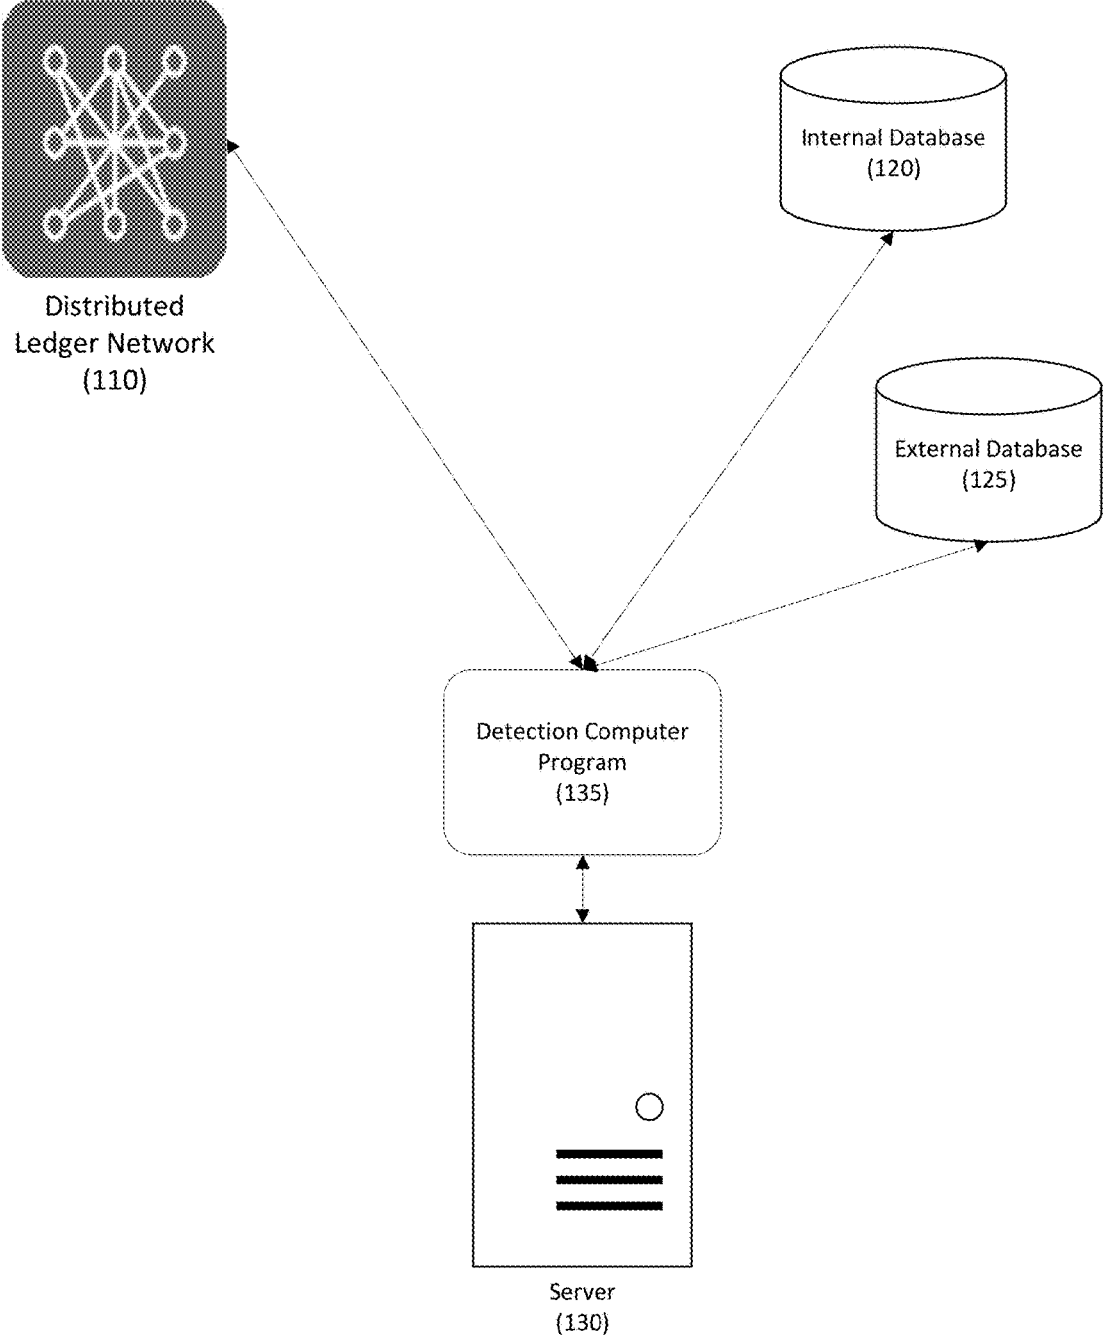 Distributed
Ledger Network
(110)
Internal Database
(120)
External Database
(125)
Detection Computer
Program
(135)
Server
(130)